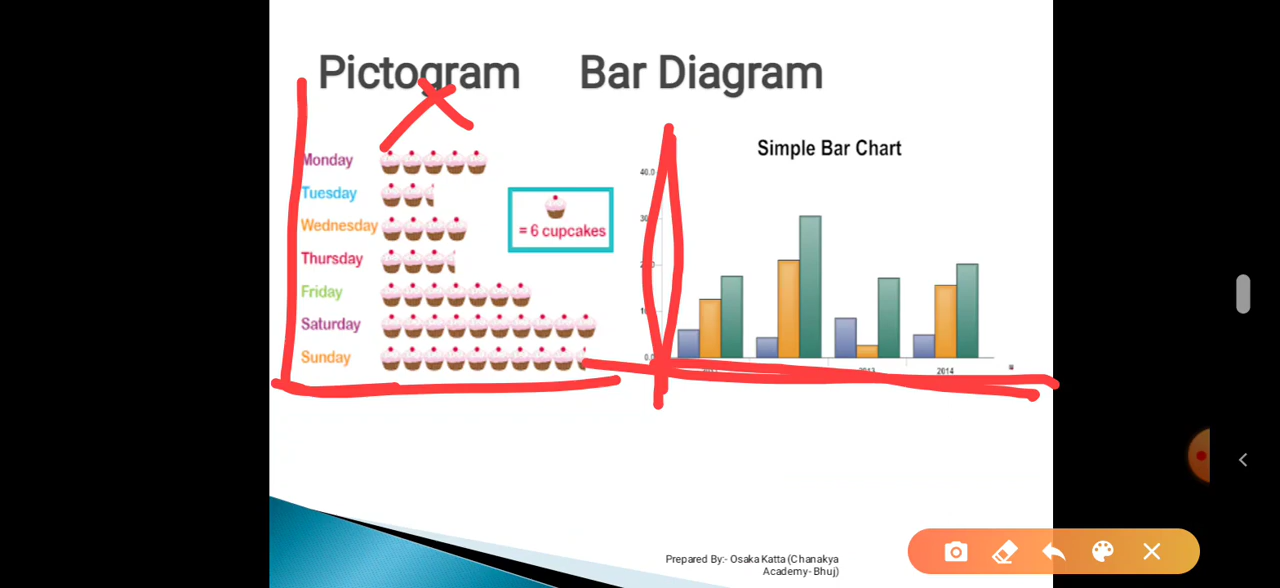 Pictogram
Bar Diagram
Monday
Tuesday
Wednesday
Thursday
Friday
Saturday
Sunday
= 6 cupcakes
Simple Bar Chart
40.0
0.0
2014
Prepared By:- Osaka Katta (Chanakya
Academy- Bhuj)